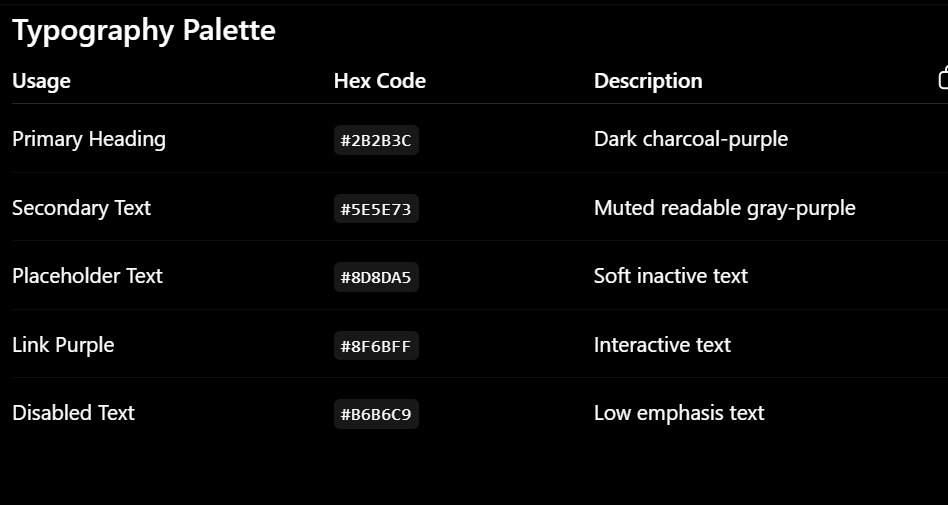 Typography Palette
Usage Hex Code Description
Primary Heading #2B2B3C Dark charcoal-purple
Secondary Text #5E5E73 Muted readable gray-purple
Placeholder Text #8D8DA5 Soft inactive text
Link Purple #8F6BFF Interactive text
Disabled Text #B6B6C9 Low emphasis text